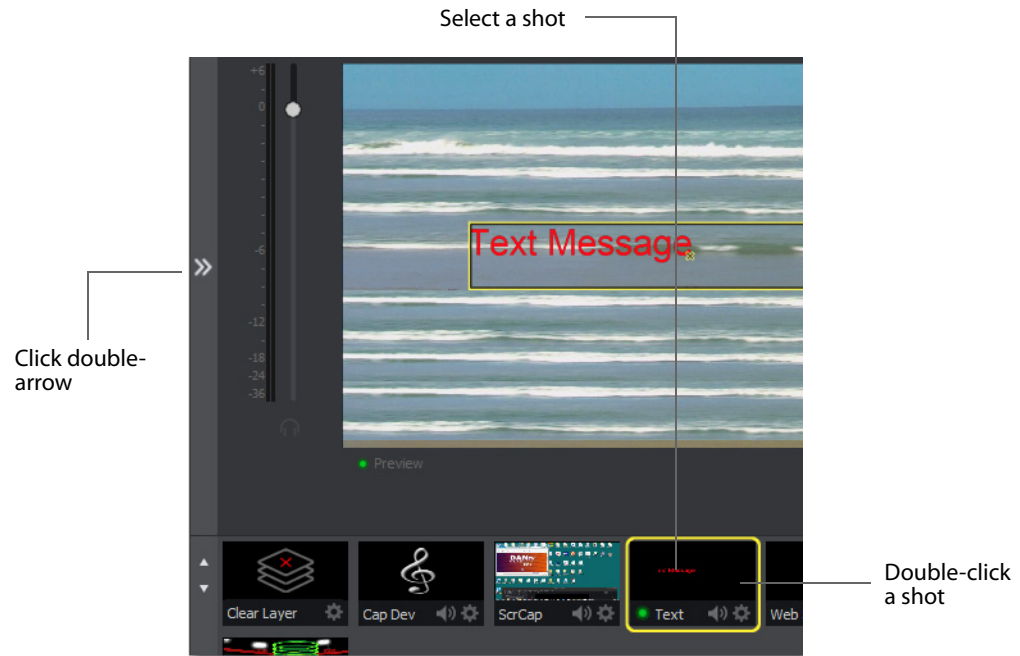 Select a shot
+6
-
0
-
-
-
-
-
-6
-
-
-
-12
-
-18
-24
-36
Text Message
Click double-
arrow
Preview
Double-click
a shot
Clear Layer
Cap Dev
ScrCap
Text
Web